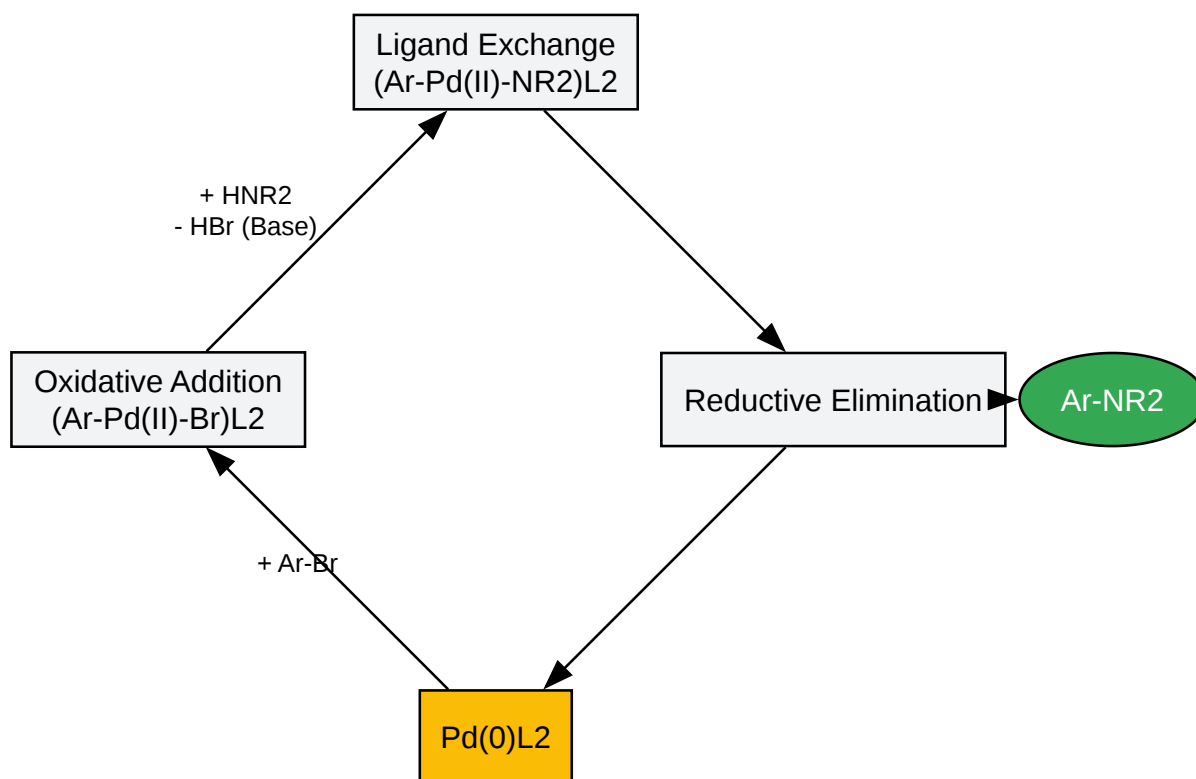 Ligand Exchange
(Ar-Pd(II)-NR2)L2
+ HNR2
- HBr (Base)
Oxidative Addition
(Ar-Pd(II)-Br)L2
Reductive Elimination
Ar-NR2
+ Ar-Br
Pd(0)L2